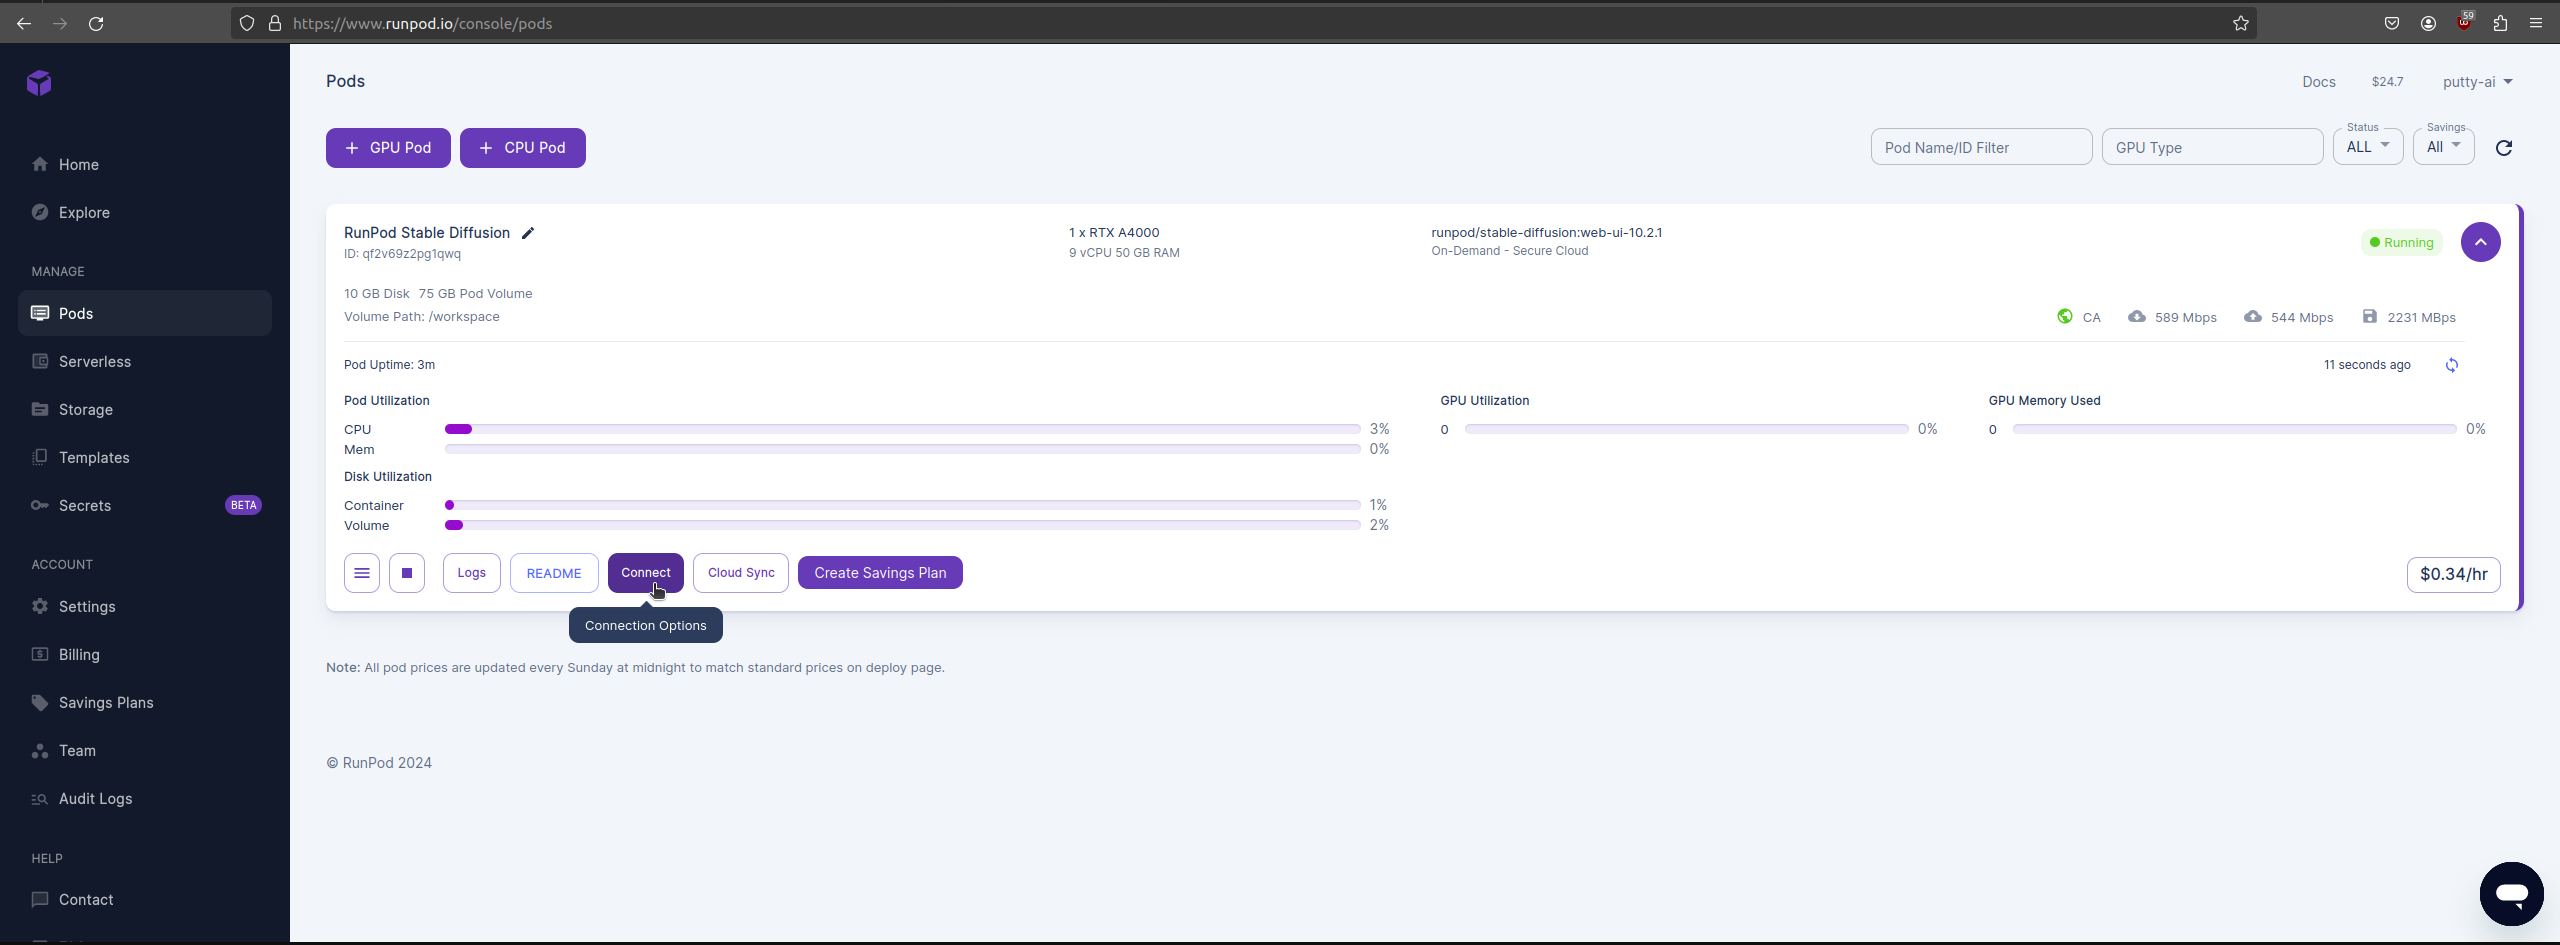 https://www.runpod.io/console/pods
59
Home
Explore
MANAGE
Pods
Serverless
Storage
Templates
Secrets BETA
ACCOUNT
Settings
Billing
Savings Plans
Team
Audit Logs
HELP
Contact
Pods
Docs $24.7 putty-ai
+ GPU Pod + CPU Pod
Pod Name/ID Filter GPU Type Status ALL Savings All
RunPod Stable Diffusion 1 x RTX A4000 runpod/stable-diffusion:web-ui-10.2.1 Running
ID: qf2v69z2pg1qwq 9 vCPU 50 GB RAM On-Demand - Secure Cloud
10 GB Disk 75 GB Pod Volume
Volume Path: /workspace CA 589 Mbps 544 Mbps 2231 MBps
Pod Uptime: 3m 11 seconds ago
Pod Utilization GPU Utilization GPU Memory Used
CPU 3% 0 0% 0 0%
Mem 0%
Disk Utilization
Container 1%
Volume 2%
Logs README Connect Cloud Sync Create Savings Plan $0.34/hr
Connection Options
Note: All pod prices are updated every Sunday at midnight to match standard prices on deploy page.
© RunPod 2024